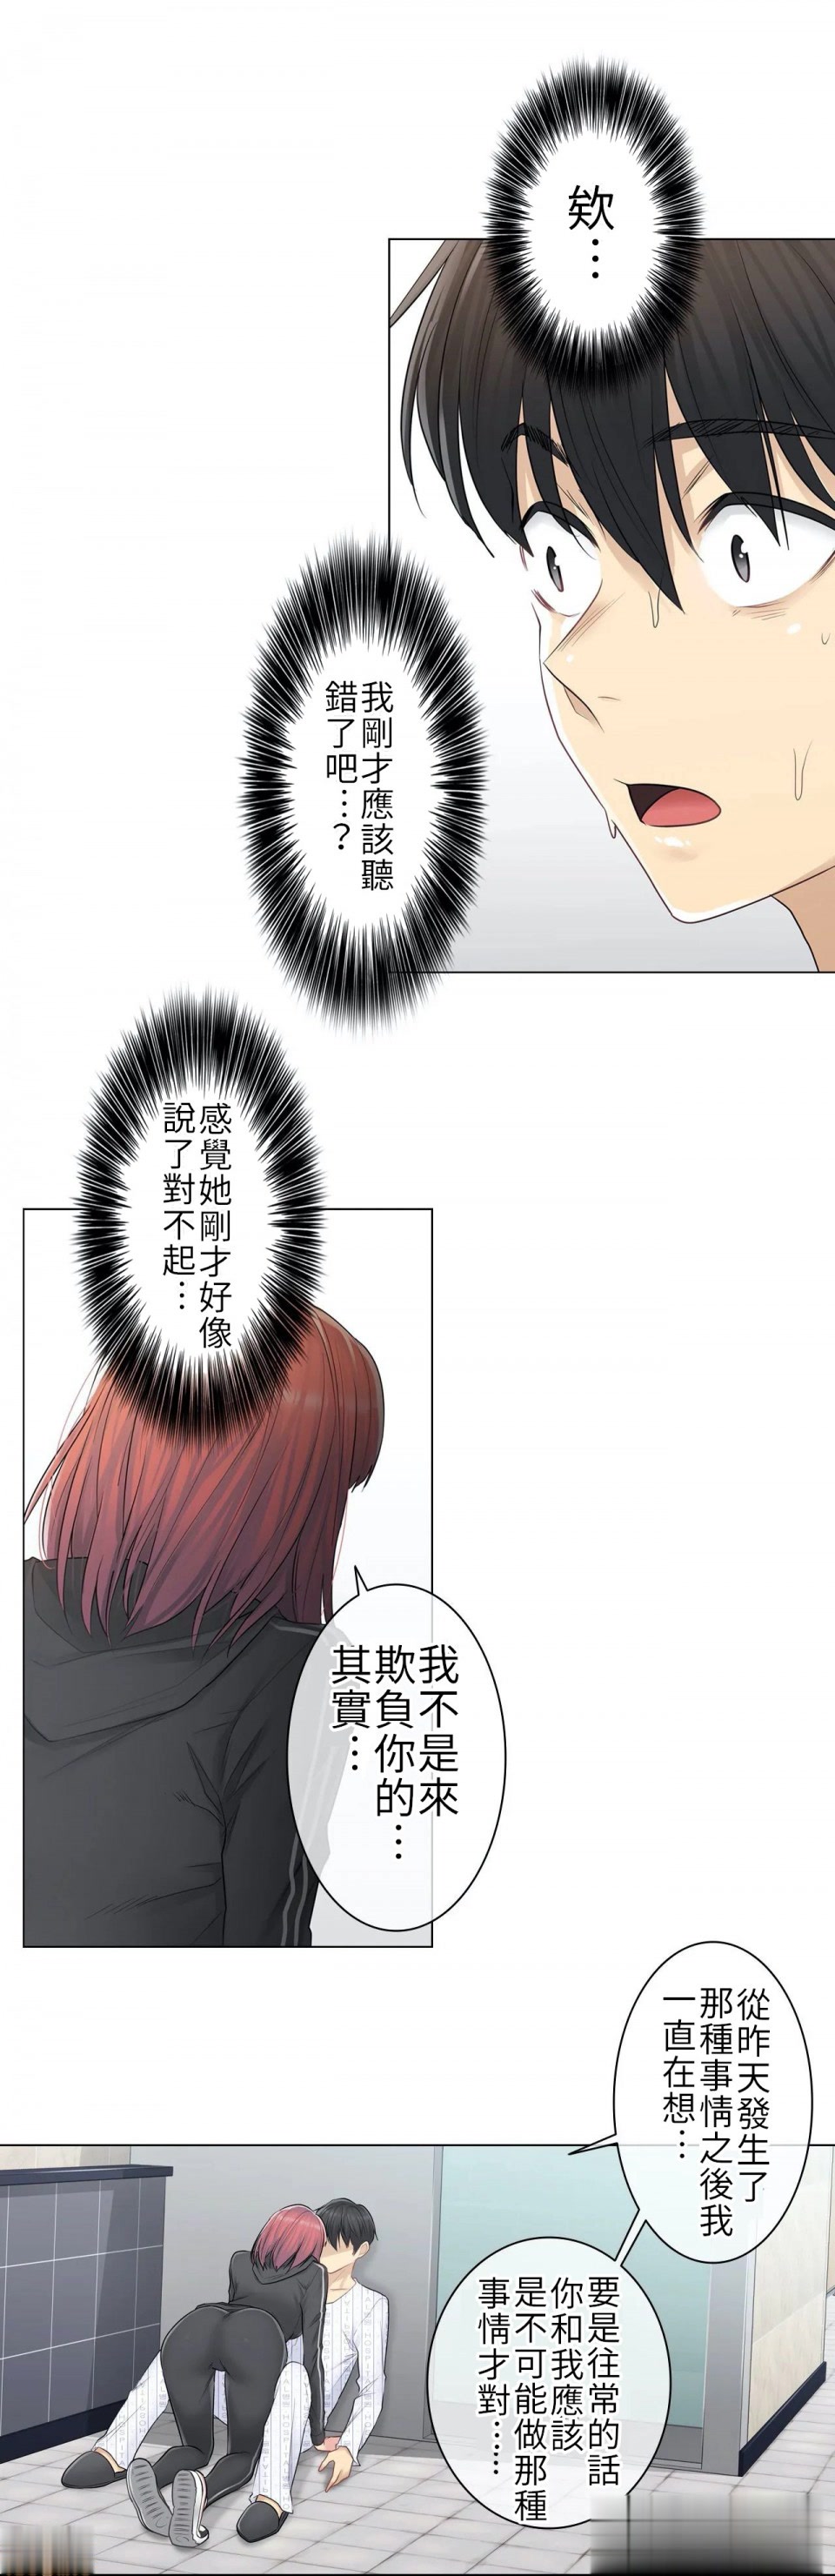 欸…
我剛才應該聽
錯了吧…？
感覺她剛才好像
說了對不起…
我不是來
欺負你的…
其實…
從昨天發生了
那種事情之後我
一直在想…
要是往常的話
你和我應該
是不可能做那種
事情才對……